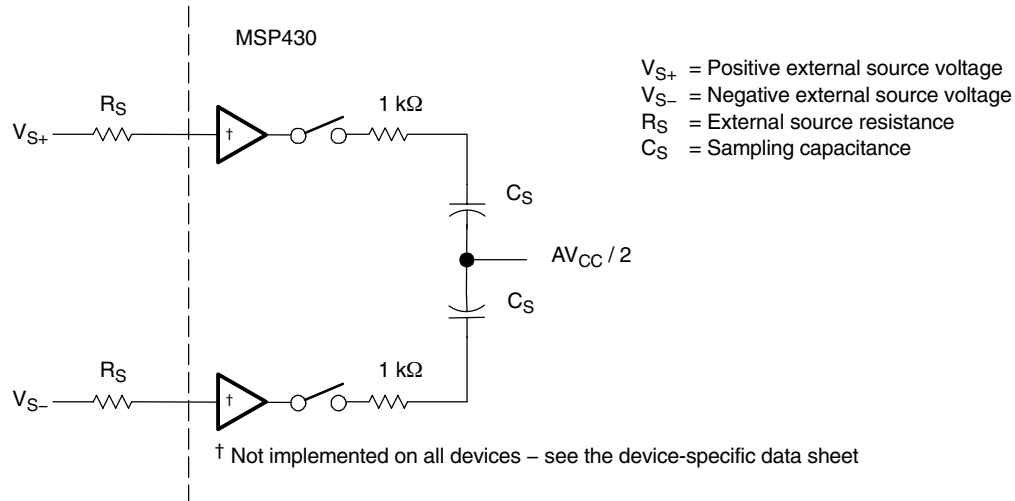 MSP430
V_S+ = Positive external source voltage
V_S− = Negative external source voltage
R_S = External source resistance
C_S = Sampling capacitance
R_S
1 kΩ
V_S+
†
C_S
AV_CC / 2
C_S
R_S
1 kΩ
V_S−
†
† Not implemented on all devices − see the device-specific data sheet